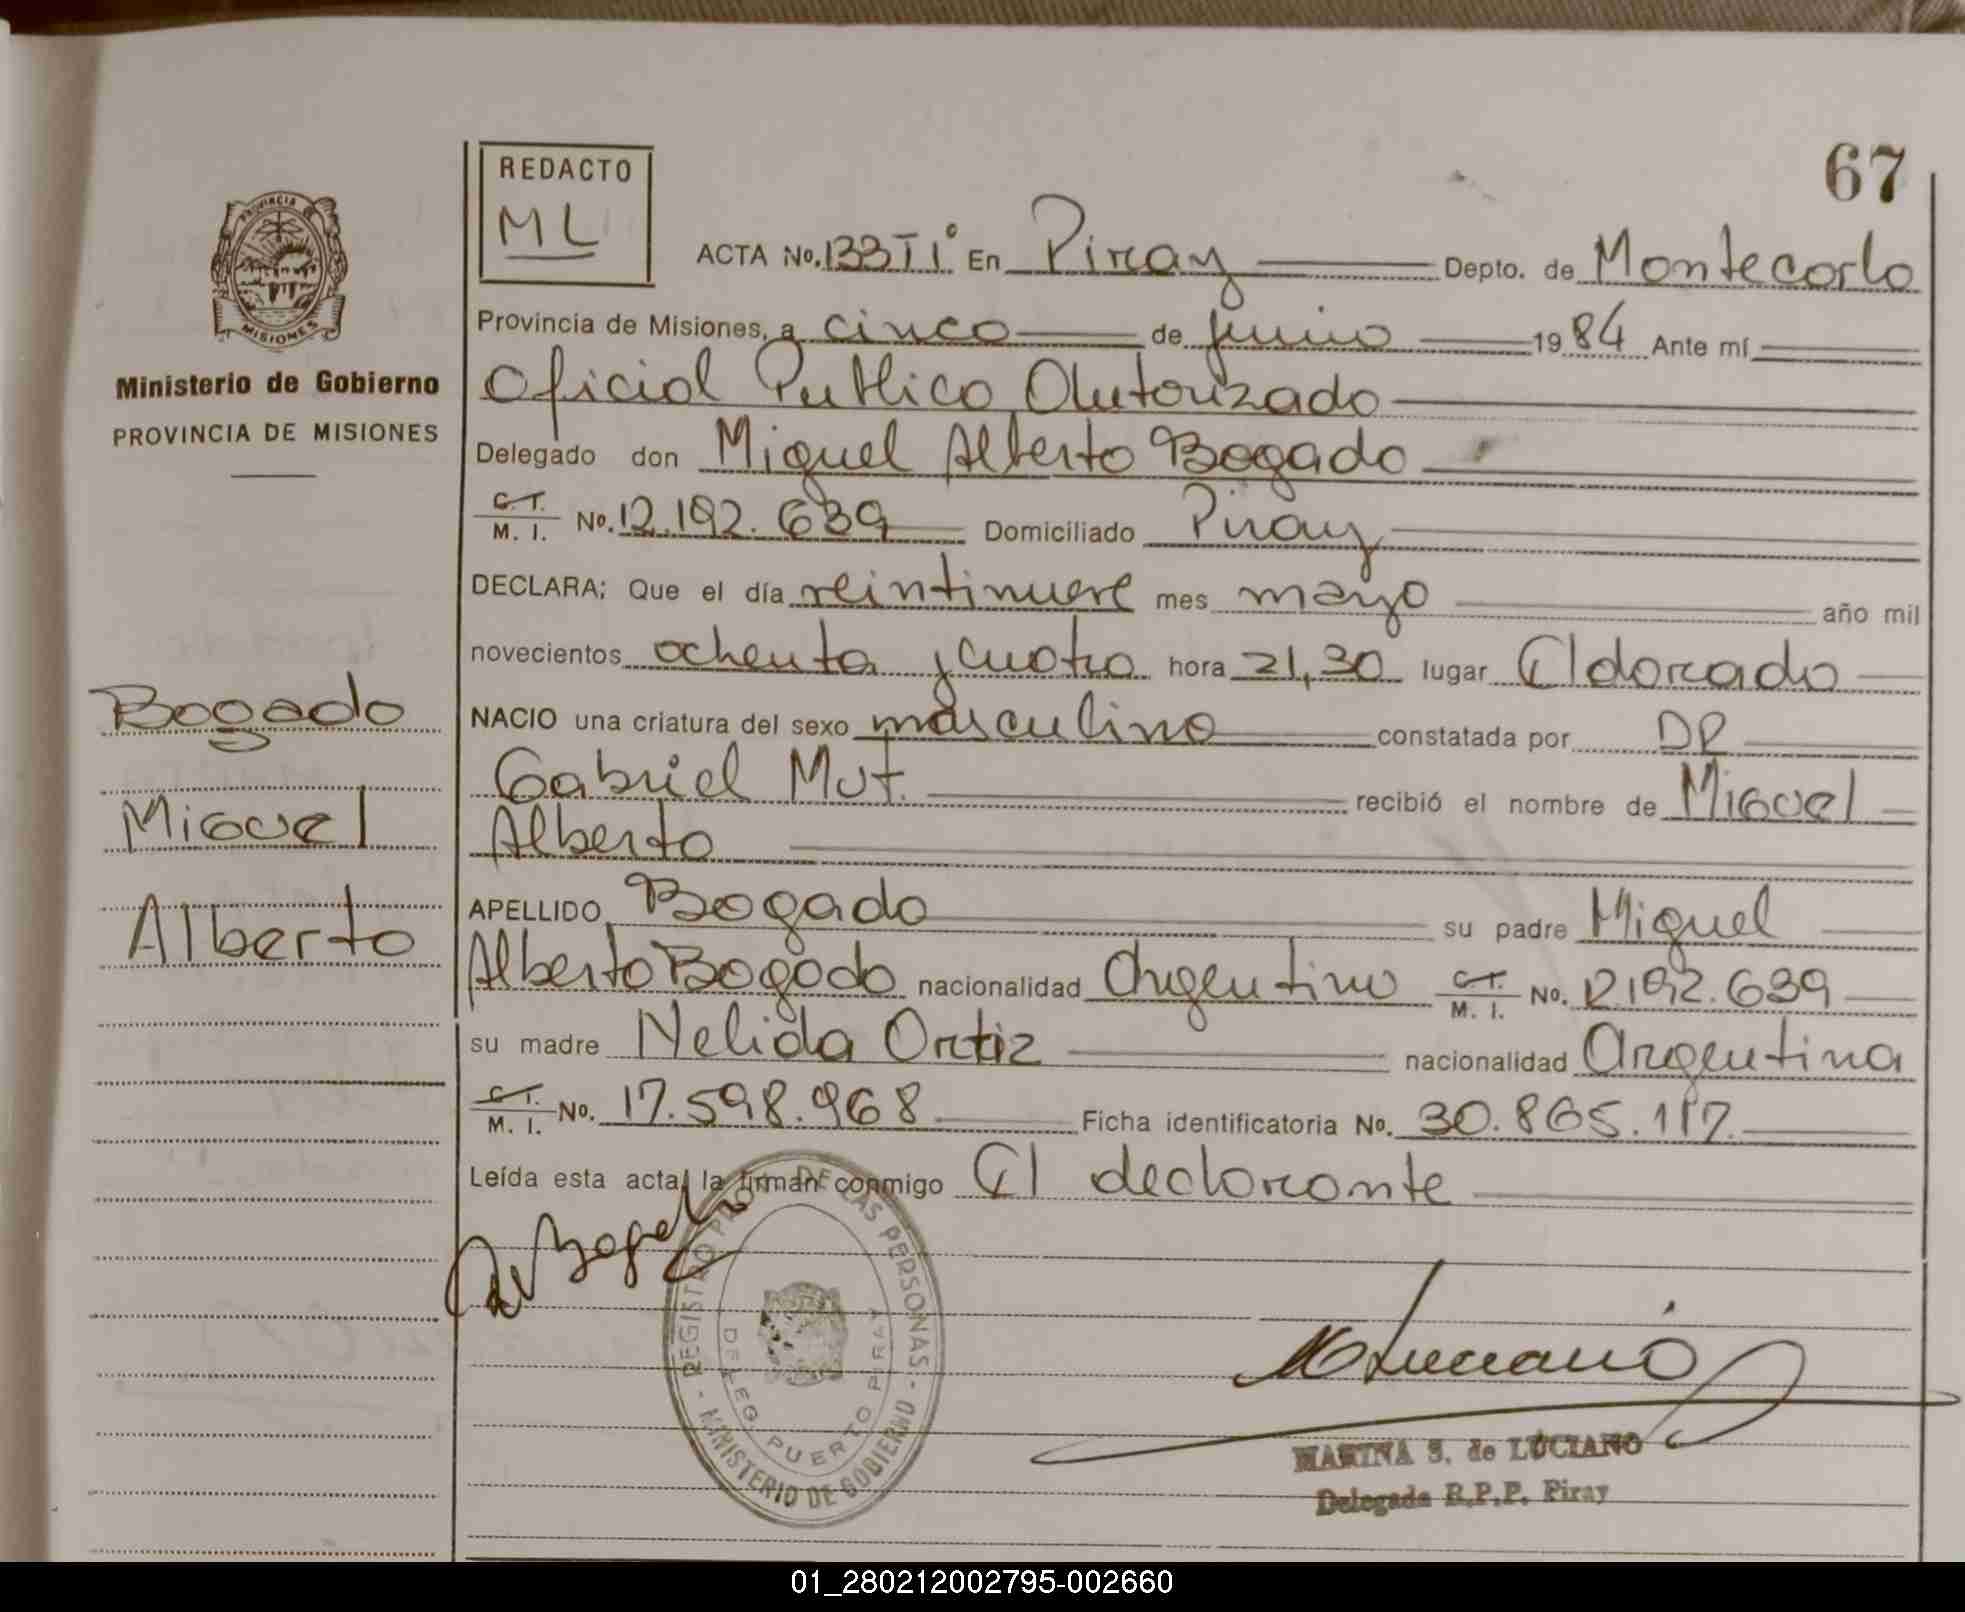 67
REDACTO
ML
PROVINCIA
MISIONES
Ministerio de Gobierno
PROVINCIA DE MISIONES
ACTA No. 133 T1° En Piray Depto. de Montecarlo
Provincia de Misiones, a cinco de junio 1984 Ante mí
Oficial Publico Autorizado
Delegado don Miguel Alberto Bogado
C.T. M. I. No. 12.192.639 Domiciliado Piray
DECLARA: Que el día veintinueve mes mayo año mil
novecientos ochenta y cuatro hora 21,30 lugar Eldorado
NACIO una criatura del sexo masculino constatada por DR
Gabriel Mut. recibió el nombre de Miguel
Alberto
APELLIDO Bogado su padre Miguel
Alberto Bogado nacionalidad Argentino C.T. M. I. No. 12.192.639
su madre Nelida Ortiz nacionalidad Argentina
C.T. M. I. No. 17.598.968 Ficha identificatoria No. 30.865.117
Leída esta acta, la firman conmigo El declarante
Bogado
Miguel
Alberto
Bogado
REGISTRO DE LAS PERSONAS - MINISTERIO DE GOBIERNO -
DELEG. PUERTO PIRAY
M Luciano
MARINA S. de LUCIANO
Delegada R.P.P. Piray
01_280212002795-002660